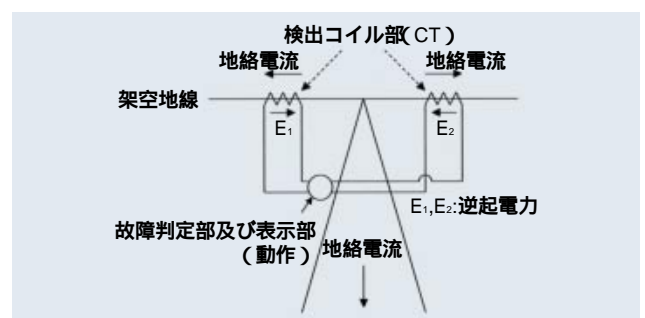 検出コイル部(CT)
地絡電流
地絡電流
架空地線
E₁
E₂
E₁,E₂:逆起電力
故障判定部及び表示部
(動作)
地絡電流